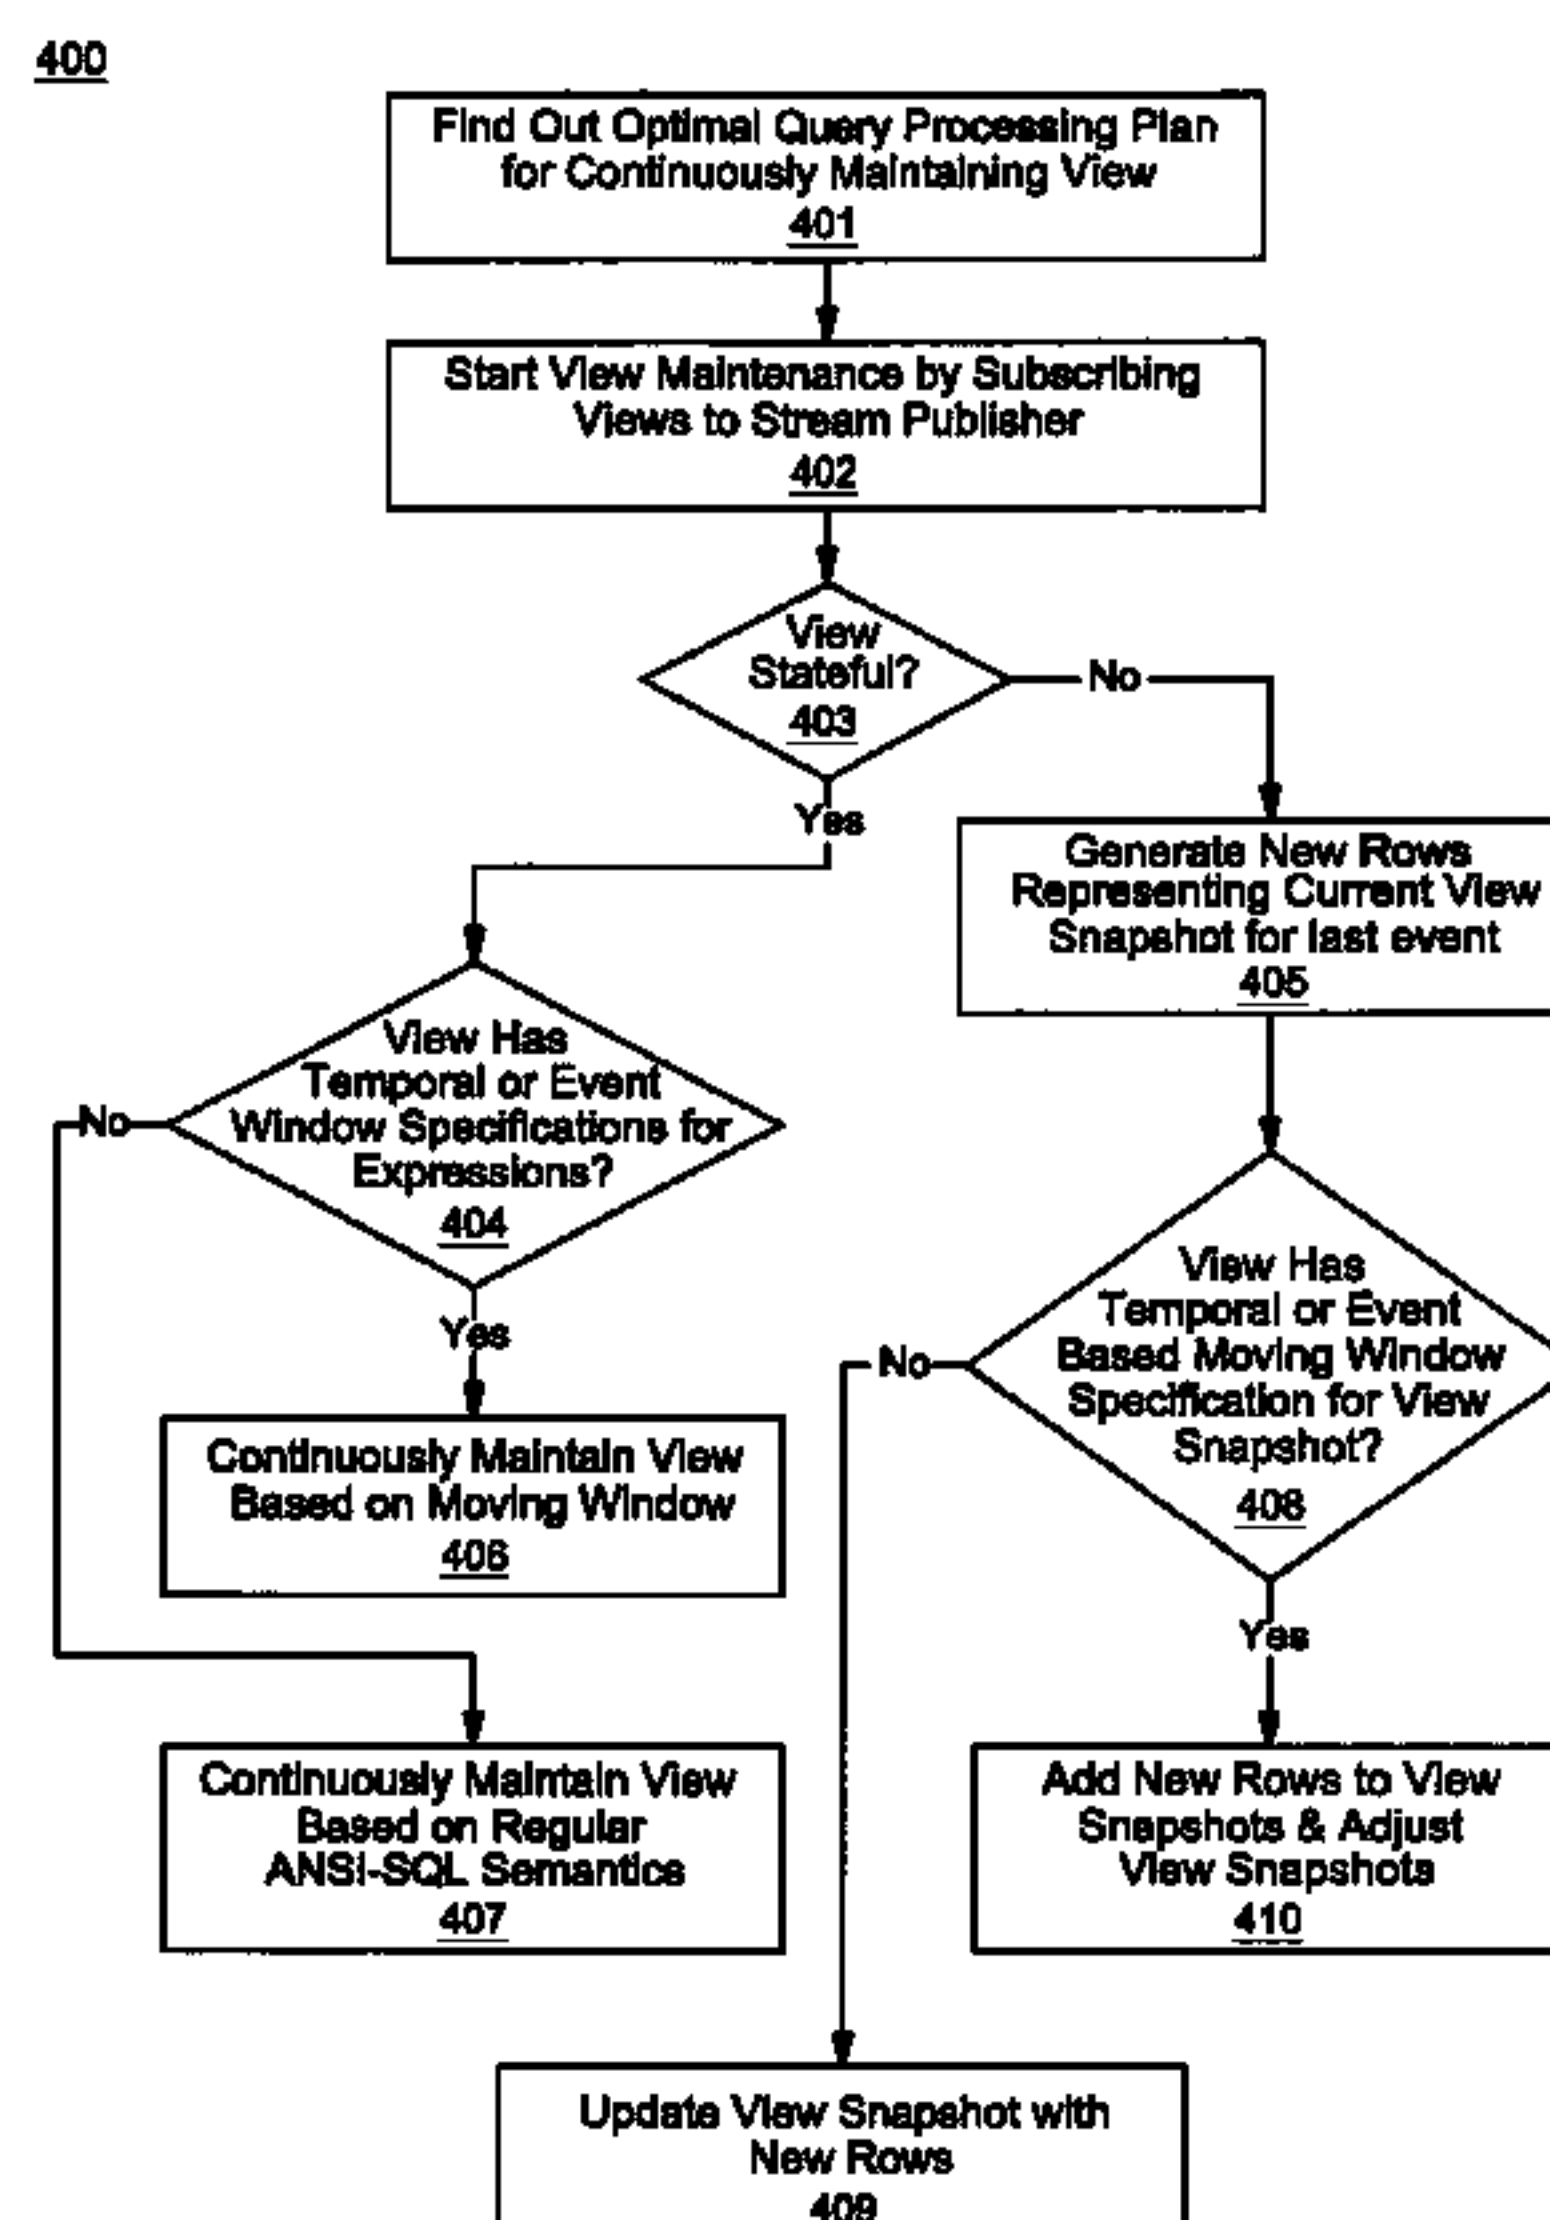 400
Find Out Optimal Query Processing Plan
for Continuously Maintaining View
401
Start View Maintenance by Subscribing
Views to Stream Publisher
402
View
Stateful?
403
No
Yes
Generate New Rows
Representing Current View
Snapshot for last event
405
View Has
Temporal or Event
Window Specifications for
Expressions?
404
No
Yes
View Has
Temporal or Event
Based Moving Window
Specification for View
Snapshot?
408
No
Yes
Continuously Maintain View
Based on Moving Window
406
Continuously Maintain View
Based on Regular
ANSI-SQL Semantics
407
Add New Rows to View
Snapshots & Adjust
View Snapshots
410
Update View Snapshot with
New Rows
409